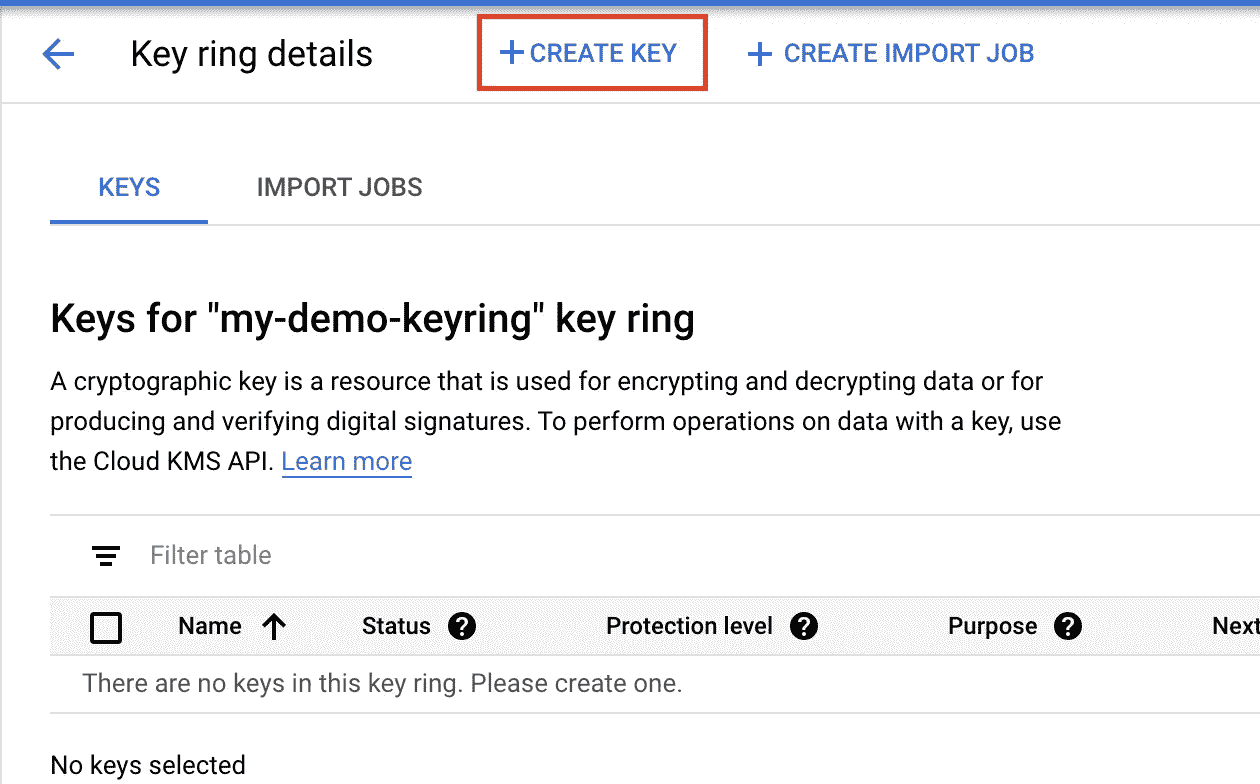 Key ring details
+ CREATE KEY
+ CREATE IMPORT JOB
KEYS
IMPORT JOBS
Keys for "my-demo-keyring" key ring
A cryptographic key is a resource that is used for encrypting and decrypting data or for
producing and verifying digital signatures. To perform operations on data with a key, use
the Cloud KMS API. Learn more
Filter table
Name Status Protection level Purpose Next
There are no keys in this key ring. Please create one.
No keys selected